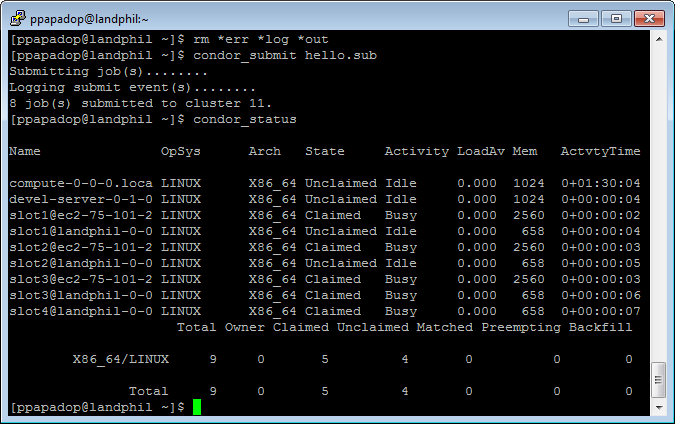 ppapadop@landphil:~
[ppapadop@landphil ~]$ rm *err *log *out
[ppapadop@landphil ~]$ condor_submit hello.sub
Submitting job(s)........
Logging submit event(s)........
8 job(s) submitted to cluster 11.
[ppapadop@landphil ~]$ condor_status
Name               OpSys      Arch   State     Activity LoadAv Mem   ActvtyTime
compute-0-0-0.loca LINUX      X86_64 Unclaimed Idle     0.000  1024  0+01:30:04
devel-server-0-1-0 LINUX      X86_64 Unclaimed Idle     0.000  1024  0+00:00:04
slot1@ec2-75-101-2 LINUX      X86_64 Claimed   Busy     0.000  2560  0+00:00:02
slot1@landphil-0-0 LINUX      X86_64 Unclaimed Idle     0.000   658  0+00:00:04
slot2@ec2-75-101-2 LINUX      X86_64 Claimed   Busy     0.000  2560  0+00:00:03
slot2@landphil-0-0 LINUX      X86_64 Unclaimed Idle     0.000   658  0+00:00:05
slot3@ec2-75-101-2 LINUX      X86_64 Claimed   Busy     0.000  2560  0+00:00:03
slot3@landphil-0-0 LINUX      X86_64 Claimed   Busy     0.000   658  0+00:00:06
slot4@landphil-0-0 LINUX      X86_64 Claimed   Busy     0.000   658  0+00:00:07
Total Owner Claimed Unclaimed Matched Preempting Backfill
X86_64/LINUX     9     0       5         4       0          0        0
Total     9     0       5         4       0          0        0
[ppapadop@landphil ~]$